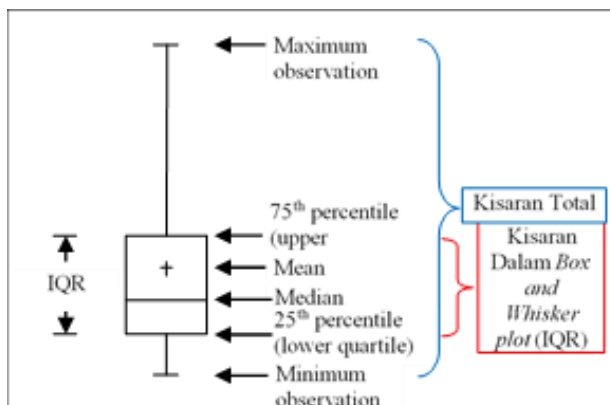 Maximum
observation
75th percentile
(upper
Mean
Median
25th percentile
(lower quartile)
Minimum
observation
IQR
Kisaran Total
Kisaran
Dalam Box
and
Whisker
plot (IQR)